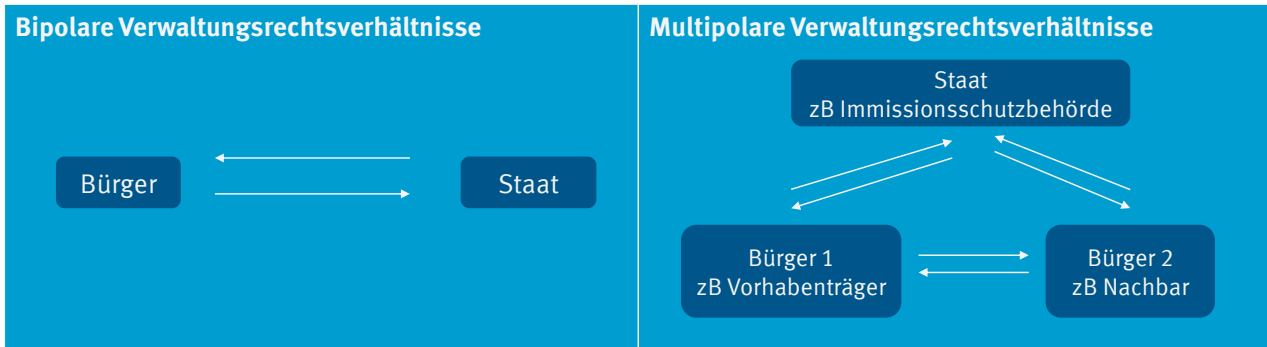 Bipolare Verwaltungsrechtsverhältnisse
Bürger
Staat
Multipolare Verwaltungsrechtsverhältnisse
Staat
zB Immissionsschutzbehörde
Bürger 1
zB Vorhabenträger
Bürger 2
zB Nachbar